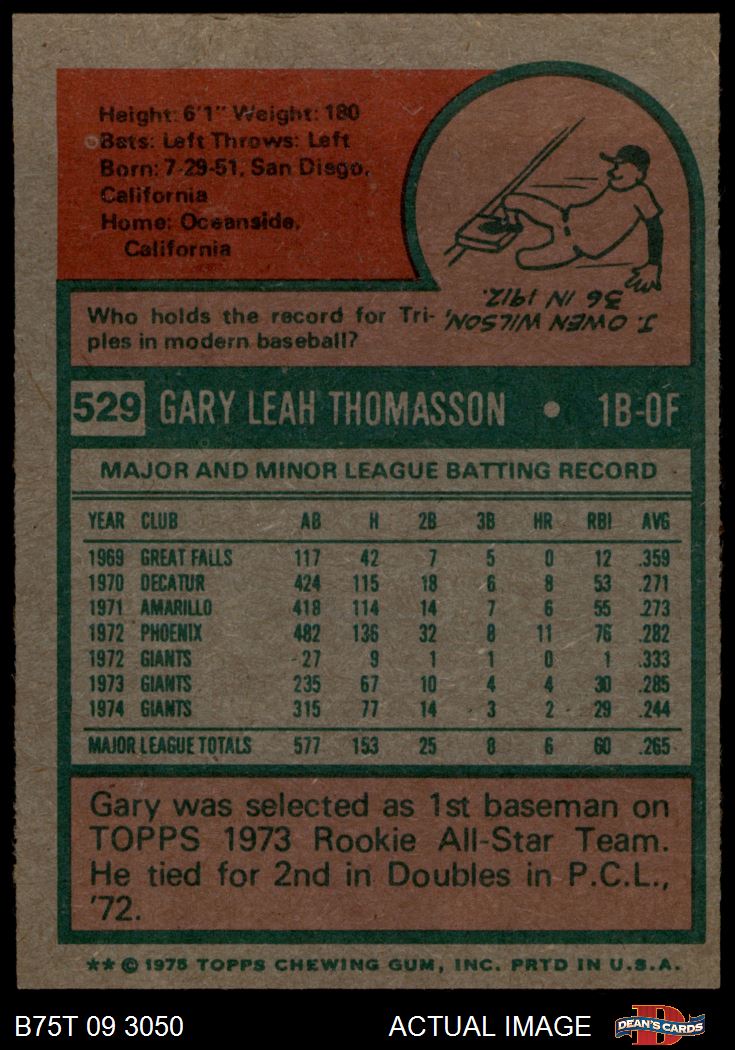 Height: 6'1" Weight: 180
Bats: Left Throws: Left
Born: 7-29-51, San Diego,
California
Home: Oceanside,
California
Who holds the record for Tri-
ples in modern baseball?
J. OWEN WILSON,
36 IN 1912.
529 GARY LEAH THOMASSON • 1B-OF
MAJOR AND MINOR LEAGUE BATTING RECORD
YEAR CLUB AB H 2B 3B HR RBI AVG
1969 GREAT FALLS 117 42 7 5 0 12 .359
1970 DECATUR 424 115 18 6 8 53 .271
1971 AMARILLO 418 114 14 7 6 55 .273
1972 PHOENIX 482 136 32 8 11 76 .282
1972 GIANTS 27 9 1 1 0 1 .333
1973 GIANTS 235 67 10 4 4 30 .285
1974 GIANTS 315 77 14 3 2 29 .244
MAJOR LEAGUE TOTALS 577 153 25 8 6 60 .265
Gary was selected as 1st baseman on
TOPPS 1973 Rookie All-Star Team.
He tied for 2nd in Doubles in P.C.L.,
'72.
** © 1975 TOPPS CHEWING GUM, INC. PRTD IN U.S.A.
B75T 09 3050 ACTUAL IMAGE DEAN'S CARDS